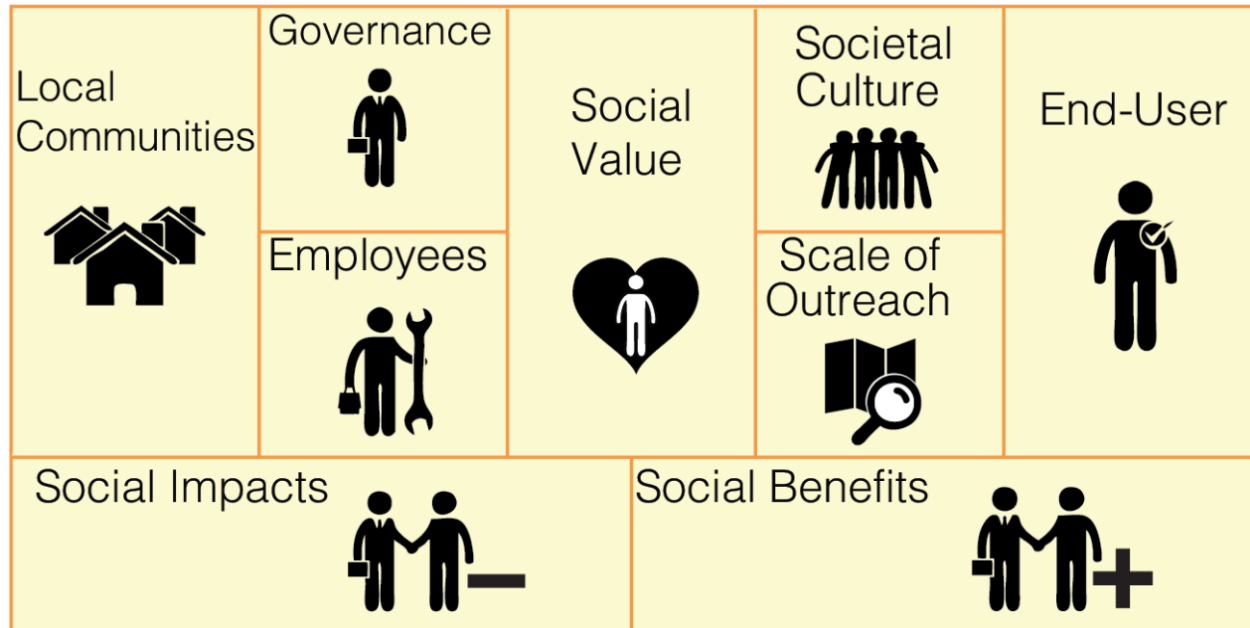 Local
Communities
Governance
Employees
Social
Value
Societal
Culture
Scale of
Outreach
End-User
Social Impacts
Social Benefits